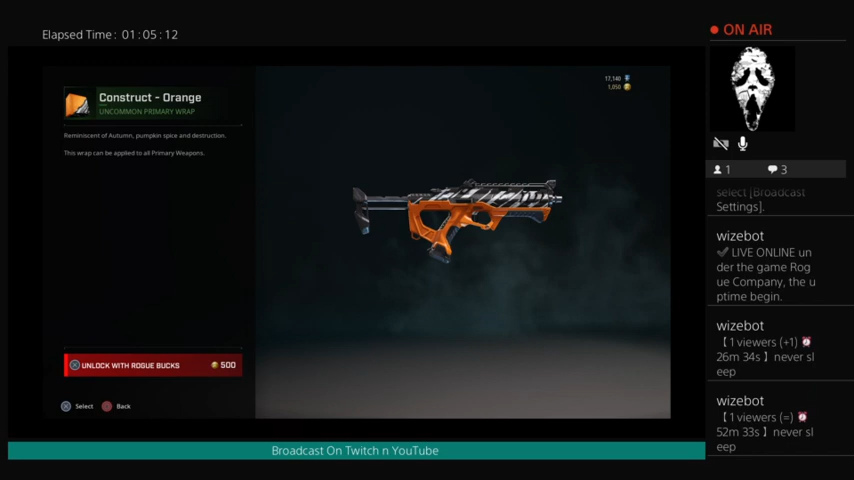 Elapsed Time : 01:05:12
ON AIR
Construct - Orange
UNCOMMON PRIMARY WRAP
Reminiscent of Autumn, pumpkin spice and destruction.
This wrap can be applied to all Primary Weapons.
17,140
1,050
UNLOCK WITH ROGUE BUCKS 500
Select Back
Broadcast On Twitch n YouTube
1 3
select [Broadcast
Settings].
wizebot
✔ LIVE ONLINE un
der the game Rog
ue Company, the u
ptime begin.
wizebot
【 1 viewers (+1) ⏰
26m 34s 】never sl
eep
wizebot
【 1 viewers (=) ⏰
52m 33s 】never sl
eep